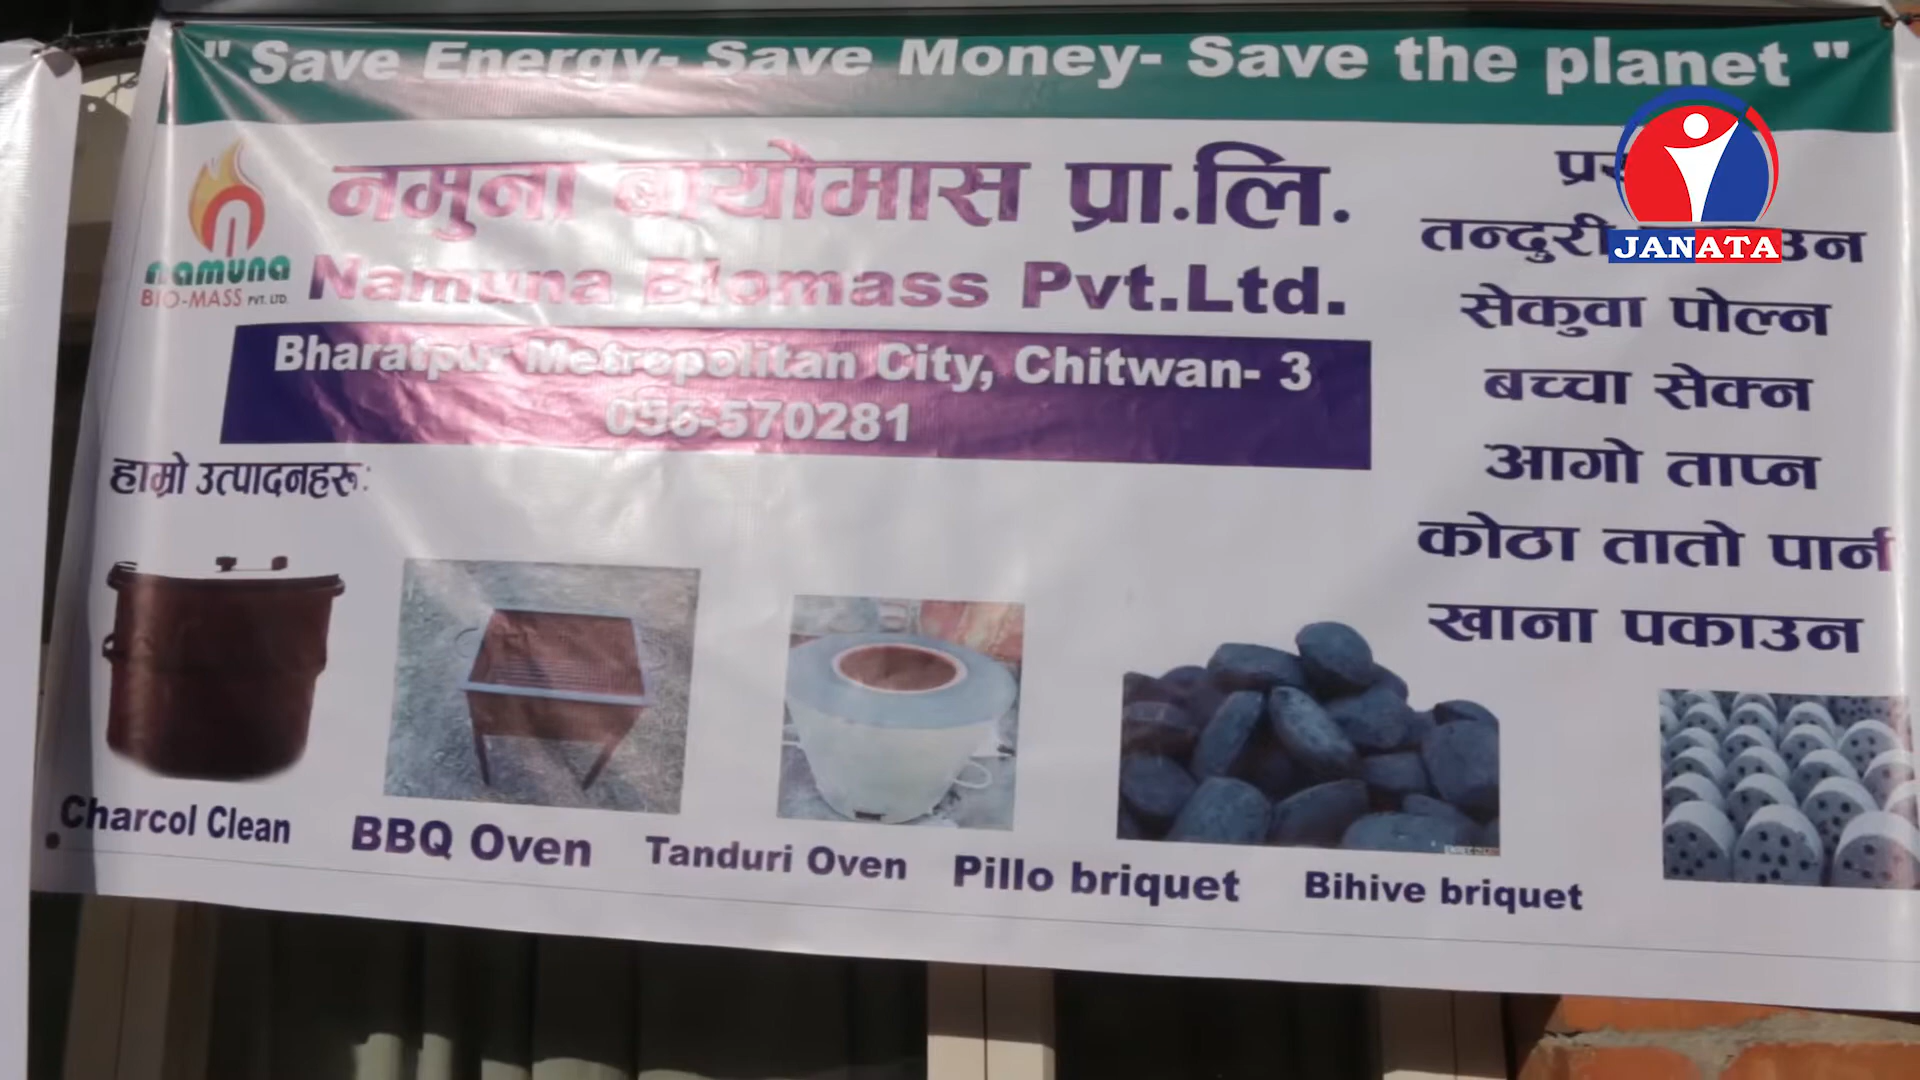 " Save Energy- Save Money- Save the planet "
नमुना बायोमास प्रा.लि.
Namuna Biomass Pvt.Ltd.
namuna
BIO-MASS PVT. LTD.
Bharatpur Metropolitan City, Chitwan- 3
056-570281
हाम्रो उत्पादनहरू:
तन्दुरी
सेकुवा पोल्न
बच्चा सेक्न
आगो ताप्न
कोठा तातो पार्न
खाना पकाउन
JANATA
Charcol Clean
BBQ Oven
Tanduri Oven
Pillo briquet
Bihive briquet